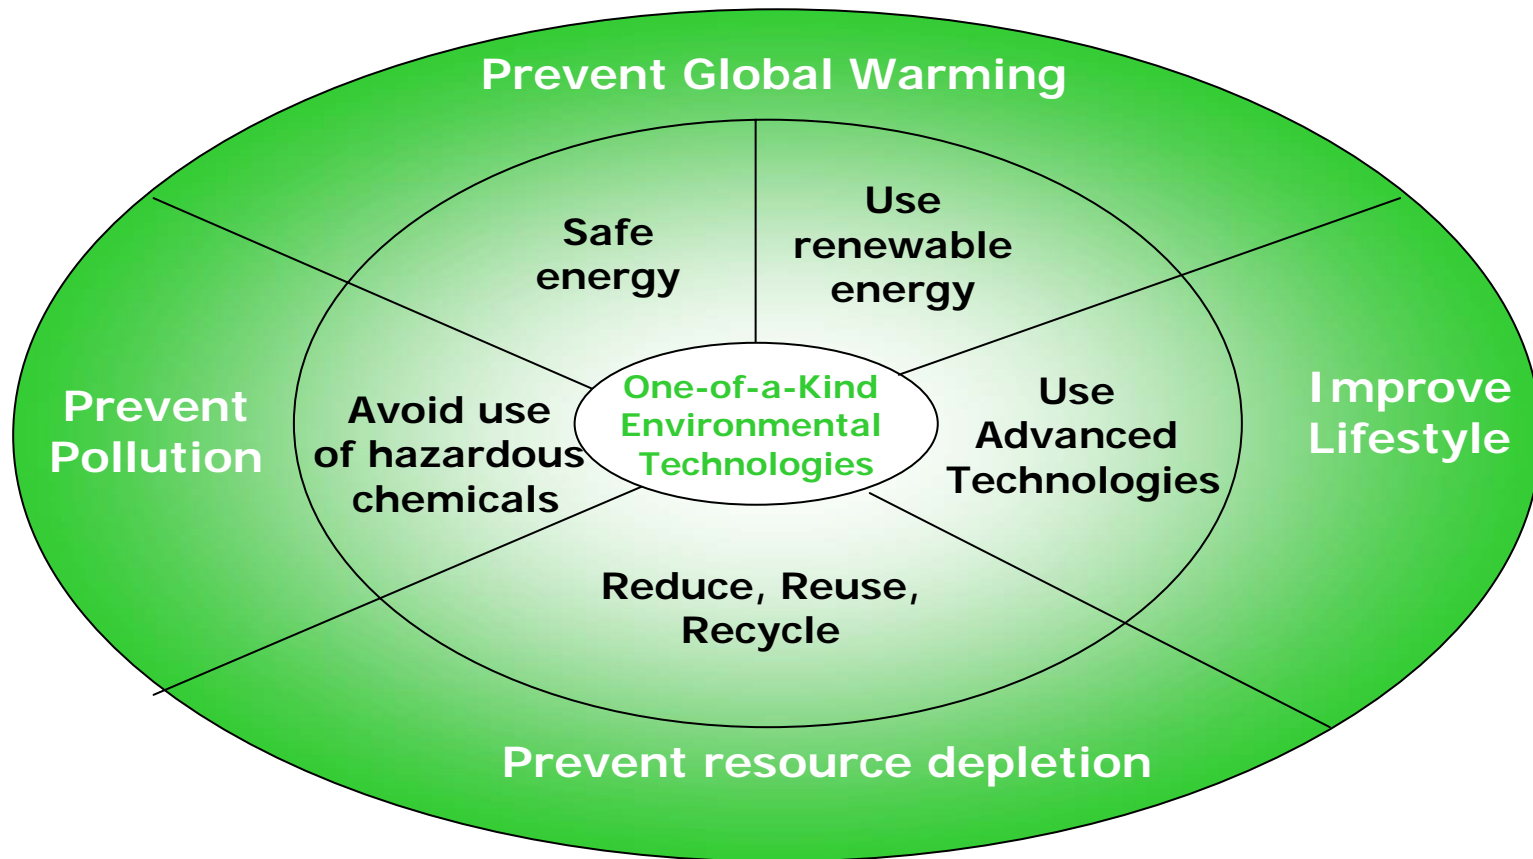 Prevent Global Warming
Safe
energy
Use
renewable
energy
Prevent
Pollution
Avoid use
of hazardous
chemicals
One-of-a-Kind
Environmental
Technologies
Use
Advanced
Technologies
Improve
Lifestyle
Reduce, Reuse,
Recycle
Prevent resource depletion